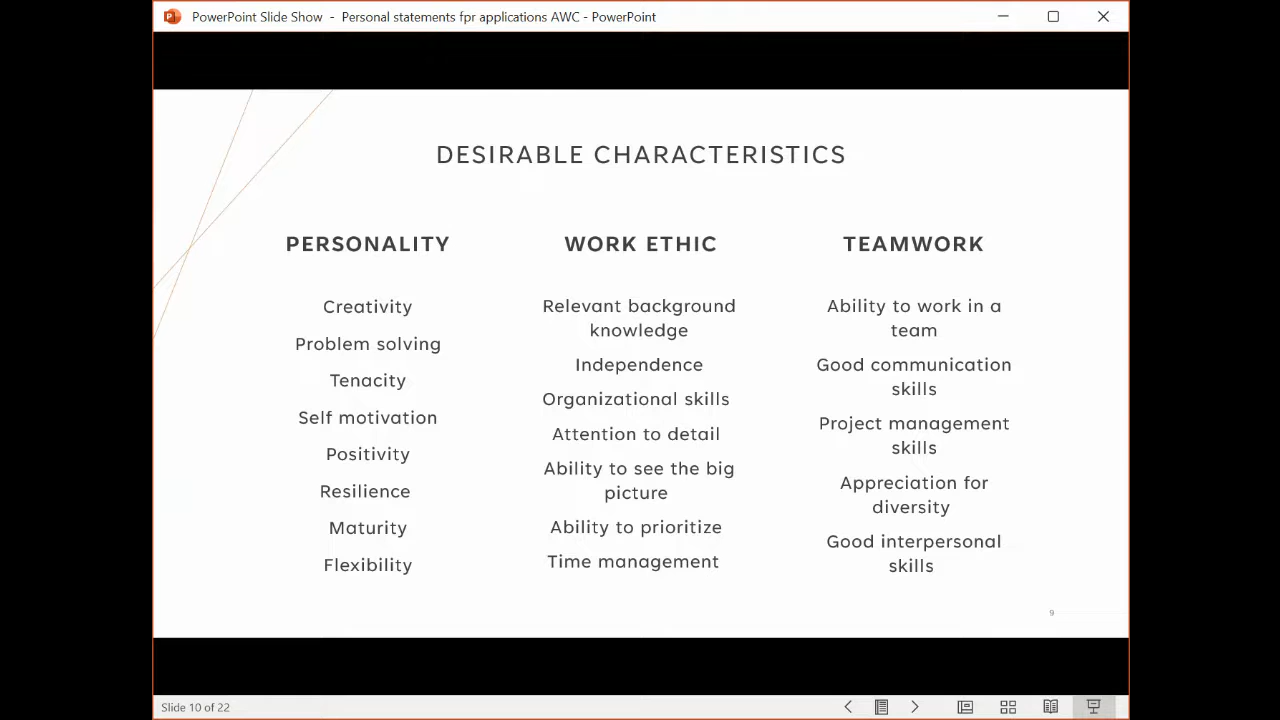 PowerPoint Slide Show - Personal statements fpr applications AWC - PowerPoint
DESIRABLE CHARACTERISTICS
PERSONALITY
Creativity
Problem solving
Tenacity
Self motivation
Positivity
Resilience
Maturity
Flexibility
WORK ETHIC
Relevant background
knowledge
Independence
Organizational skills
Attention to detail
Ability to see the big
picture
Ability to prioritize
Time management
TEAMWORK
Ability to work in a
team
Good communication
skills
Project management
skills
Appreciation for
diversity
Good interpersonal
skills
9
Slide 10 of 22